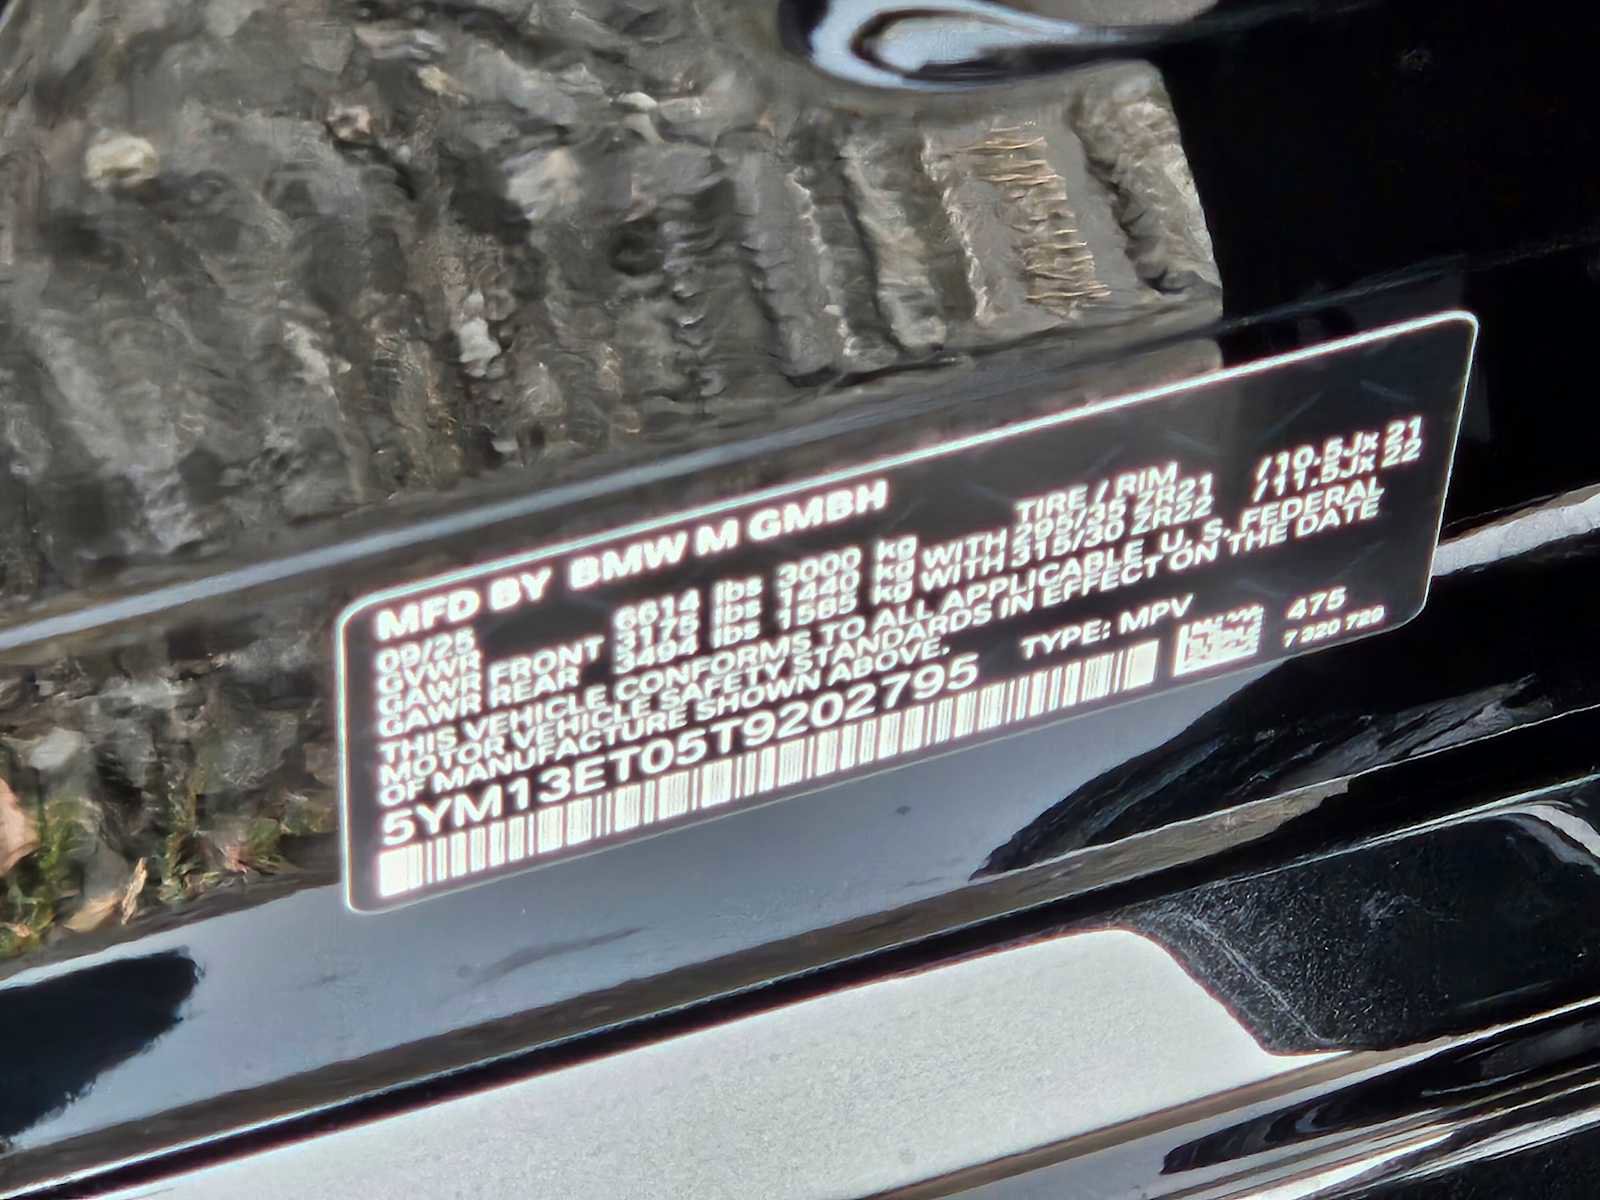 MFD BY BMW M GMBH
09/25 TIRE / RIM
GVWR 6614 lbs 3000 kg
GAWR FRONT 3175 lbs 1440 kg WITH 295/35 ZR21 /10.5Jx 21
GAWR REAR 3494 lbs 1585 kg WITH 315/30 ZR22 /11.5Jx 22
THIS VEHICLE CONFORMS TO ALL APPLICABLE U. S. FEDERAL
MOTOR VEHICLE SAFETY STANDARDS IN EFFECT ON THE DATE
OF MANUFACTURE SHOWN ABOVE.
5YM13ET05T9202795 TYPE: MPV 475
7 320 729